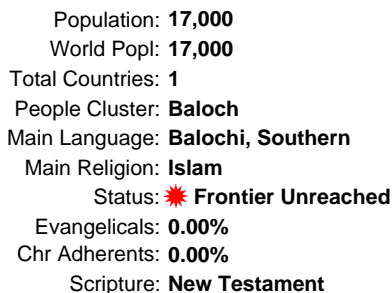 Population: 17,000
World Popl: 17,000
Total Countries: 1
People Cluster: Baloch
Main Language: Balochi, Southern
Main Religion: Islam
Status: Frontier Unreached
Evangelicals: 0.00%
Chr Adherents: 0.00%
Scripture: New Testament